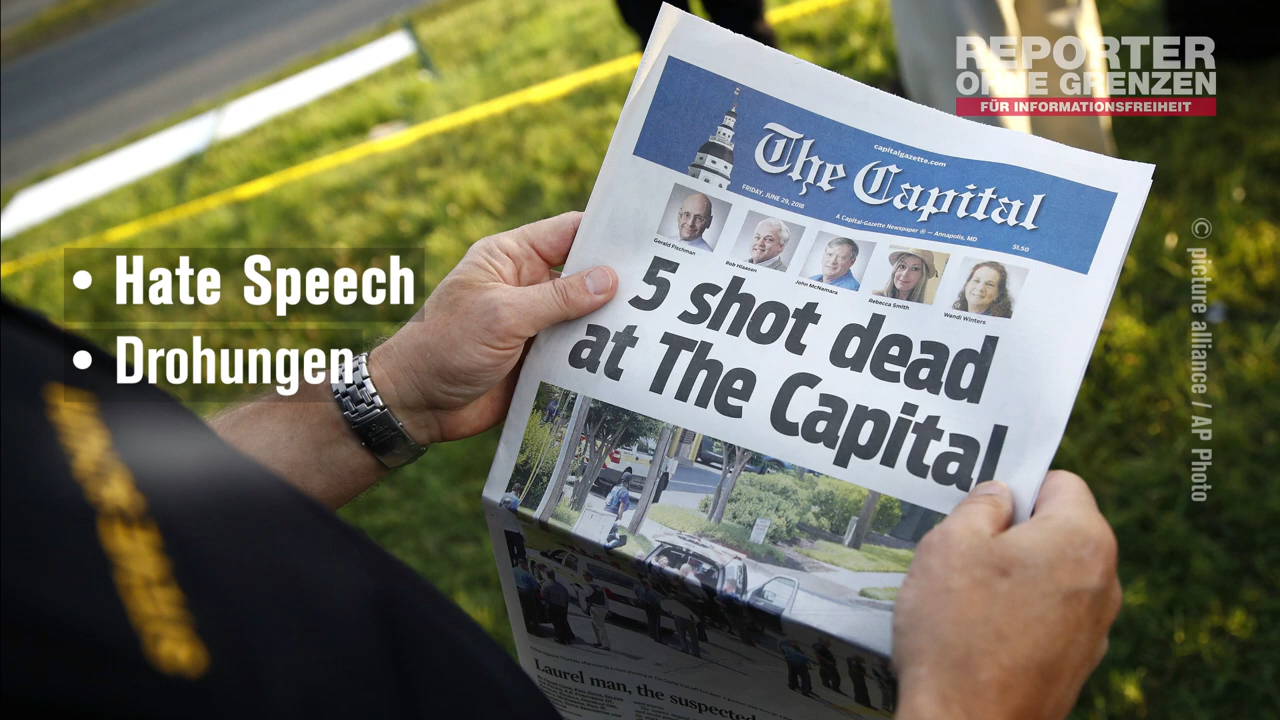 REPORTER
OHNE GRENZEN
FÜR INFORMATIONSFREIHEIT
• Hate Speech
• Drohungen
capitalgazette.com
The Capital
FRIDAY, JUNE 29, 2018
A Capital-Gazette Newspaper ® — Annapolis, MD
$1.50
Gerald Fischman
Rob Hiaasen
John McNamara
Rebecca Smith
Wendi Winters
5 shot dead
at The Capital
Laurel man, the suspected
© picture alliance / AP Photo